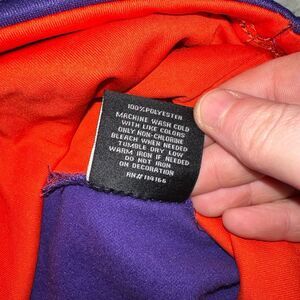 100% POLYESTER
MACHINE WASH COLD
WITH LIKE COLORS
ONLY NON-CHLORINE
BLEACH WHEN NEEDED
TUMBLE DRY LOW
WARM IRON IF NEEDED
DO NOT IRON
ON DECORATION
RN# 114166